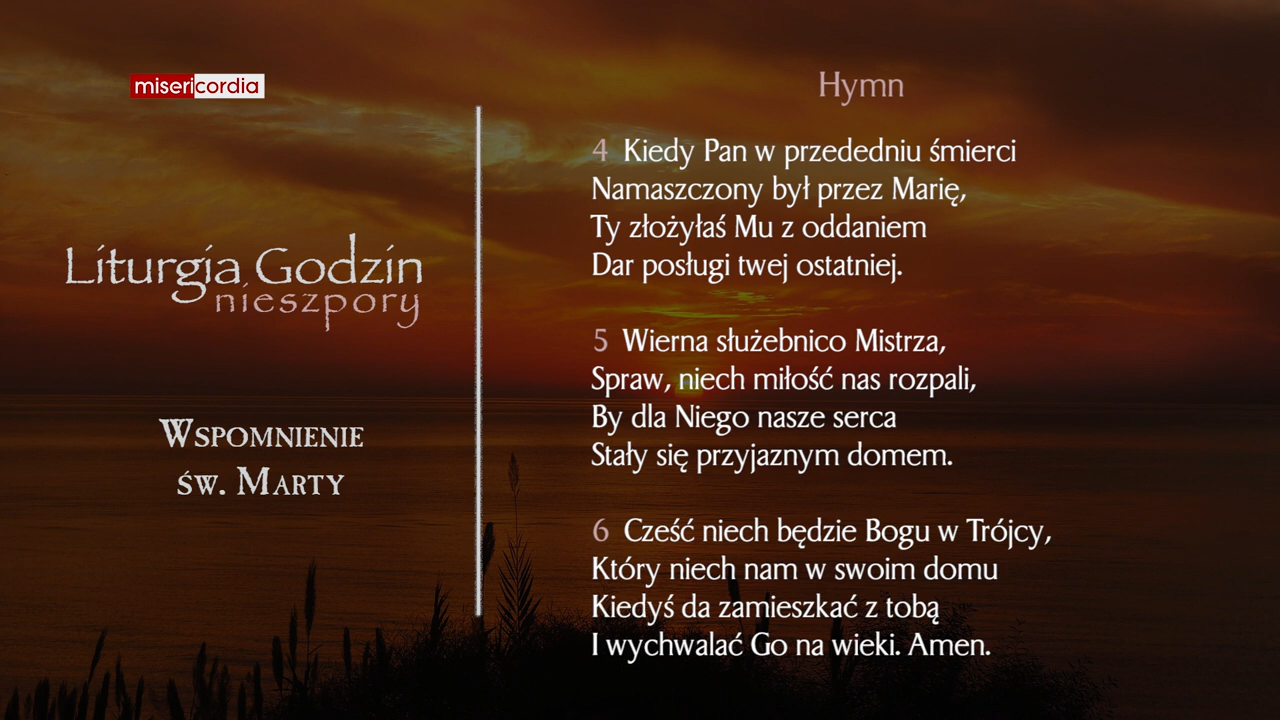 misericordia
Liturgia Godzin
nieszpory
Wspomnienie
św. Marty
Hymn
4 Kiedy Pan w przededniu śmierci
Namaszczony był przez Marię,
Ty złożyłaś Mu z oddaniem
Dar posługi twej ostatniej.
5 Wierna służebnico Mistrza,
Spraw, niech miłość nas rozpali,
By dla Niego nasze serca
Stały się przyjaznym domem.
6 Cześć niech będzie Bogu w Trójcy,
Który niech nam w swoim domu
Kiedyś da zamieszkać z tobą
I wychwalać Go na wieki. Amen.